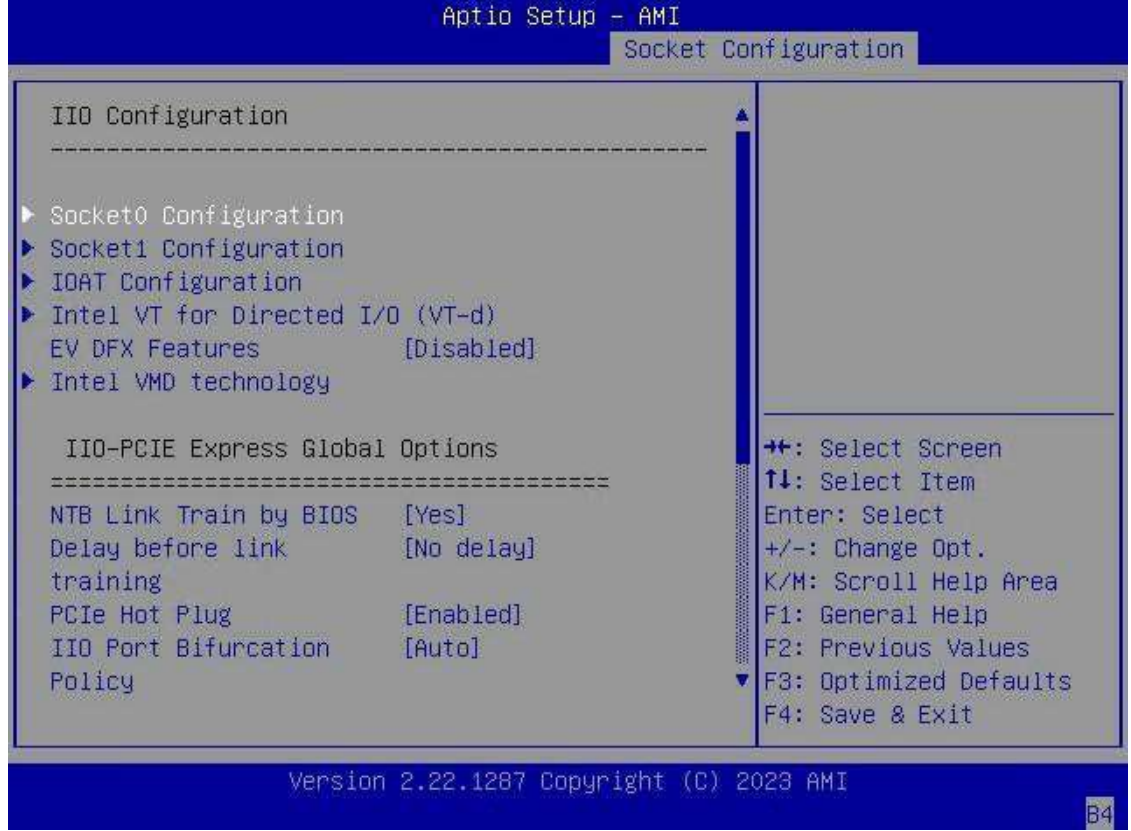 Aptio Setup – AMI
Socket Configuration
IIO Configuration
-----------------------------------------------
Socket0 Configuration
Socket1 Configuration
IOAT Configuration
Intel VT for Directed I/O (VT-d)
EV DFX Features [Disabled]
Intel VMD technology
IIO-PCIE Express Global Options
========================================
NTB Link Train by BIOS [Yes]
Delay before link [No delay]
training
PCIe Hot Plug [Enabled]
IIO Port Bifurcation [Auto]
Policy
→←: Select Screen
↑↓: Select Item
Enter: Select
+/-: Change Opt.
K/M: Scroll Help Area
F1: General Help
F2: Previous Values
F3: Optimized Defaults
F4: Save & Exit
Version 2.22.1287 Copyright (C) 2023 AMI
B4